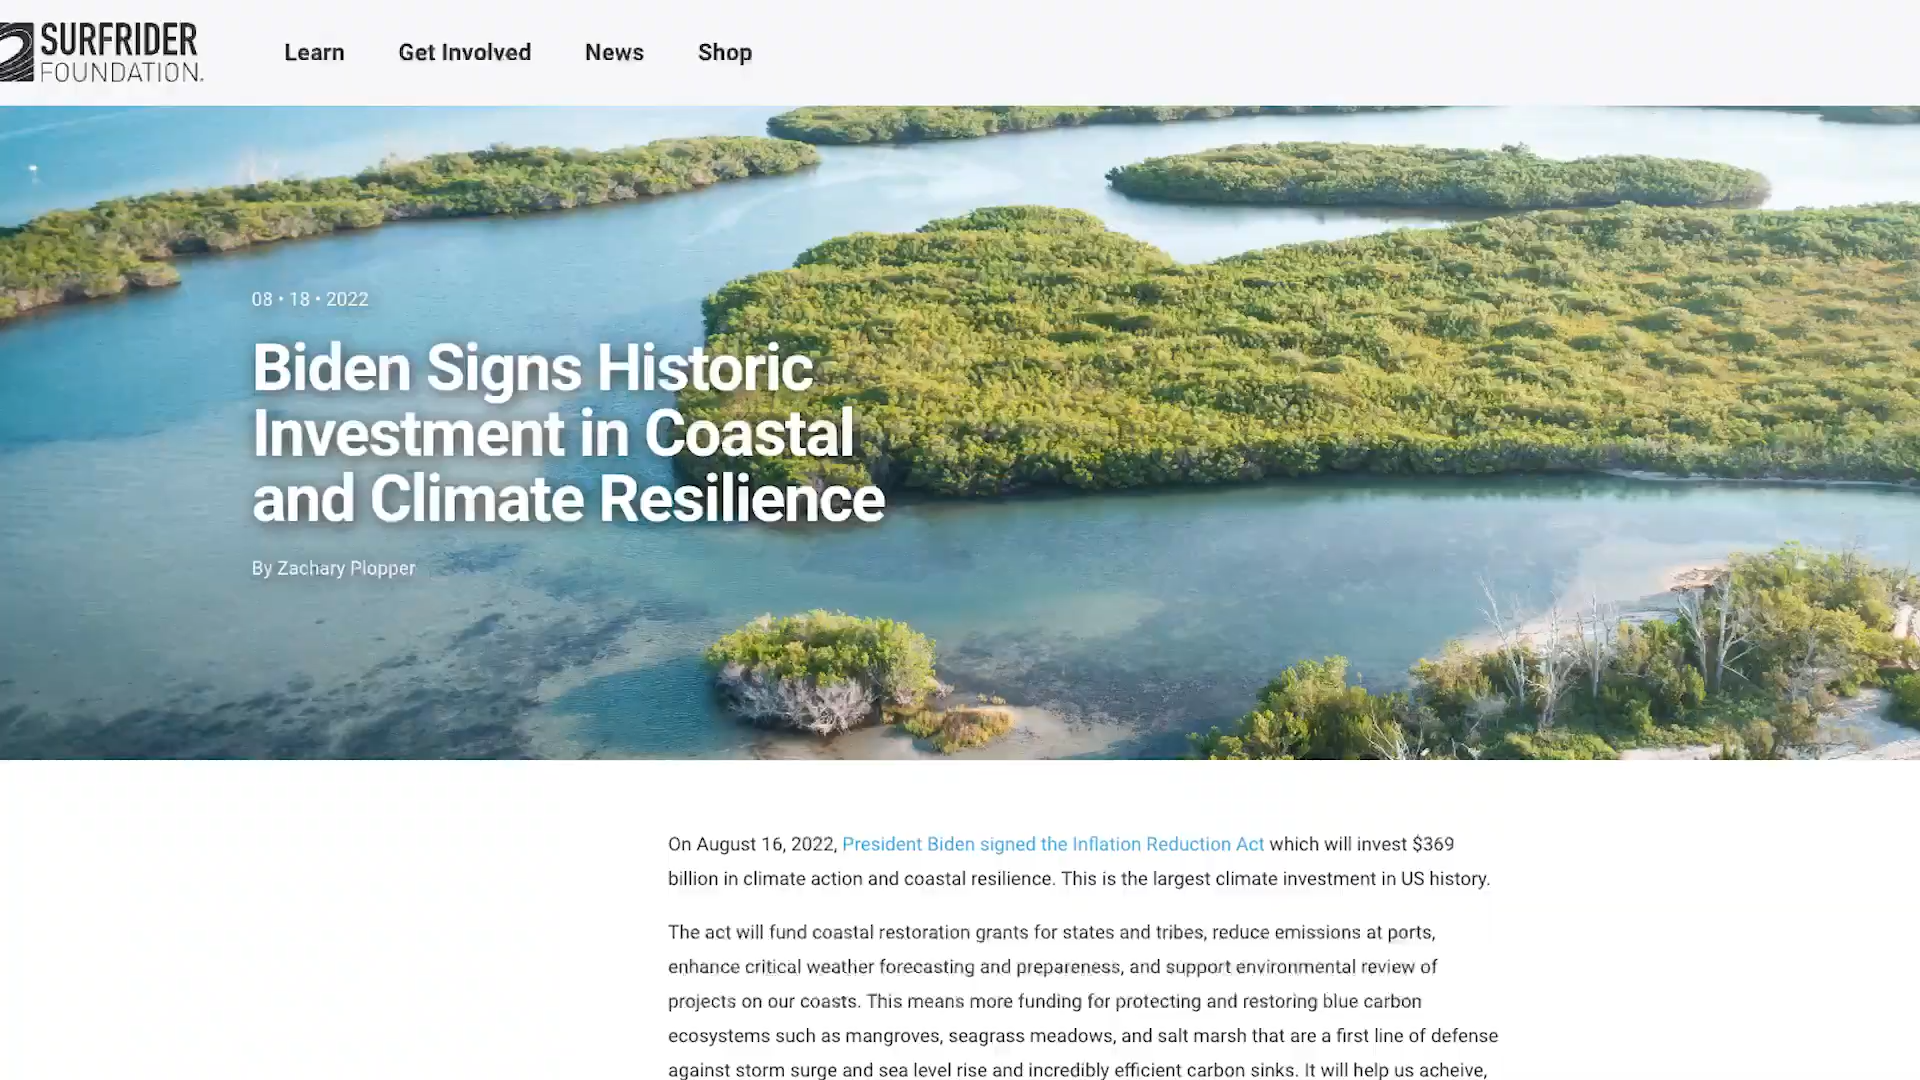 SURFRIDER
FOUNDATION.
Learn Get Involved News Shop
08 • 18 • 2022
Biden Signs Historic
Investment in Coastal
and Climate Resilience
By Zachary Plopper
On August 16, 2022, President Biden signed the Inflation Reduction Act which will invest $369
billion in climate action and coastal resilience. This is the largest climate investment in US history.
The act will fund coastal restoration grants for states and tribes, reduce emissions at ports,
enhance critical weather forecasting and prepareness, and support environmental review of
projects on our coasts. This means more funding for protecting and restoring blue carbon
ecosystems such as mangroves, seagrass meadows, and salt marsh that are a first line of defense
against storm surge and sea level rise and incredibly efficient carbon sinks. It will help us acheive,